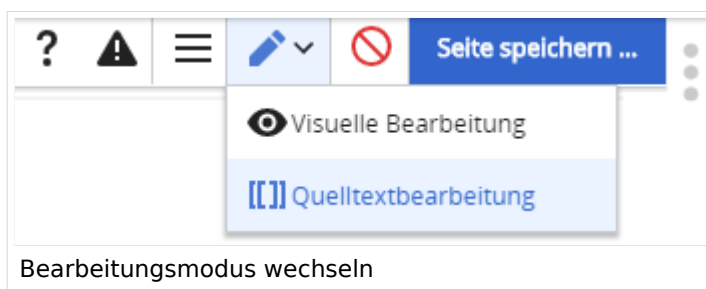 ? Seite speichern ...
Visuelle Bearbeitung
[[]] Quelltextbearbeitung
Bearbeitungsmodus wechseln